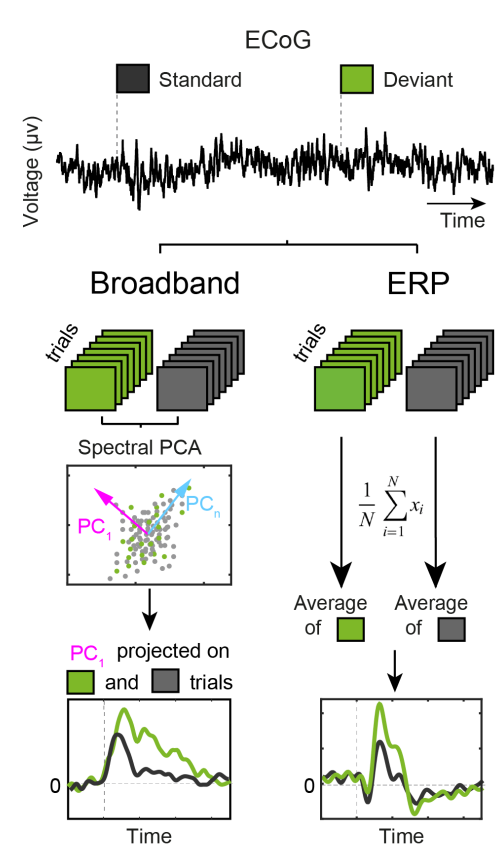 ECoG
Standard
Deviant
Voltage (µv)
Time
Broadband
ERP
trials
trials
Spectral PCA
PC1
PCn
1/N ∑ i=1 N xi
Average of
Average of
PC1 projected on
and
trials
0
Time
0
Time